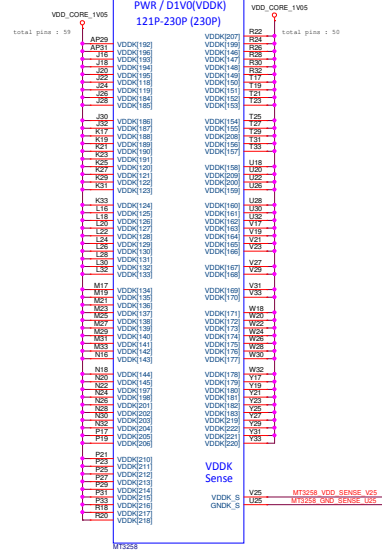 PWR / D1V0(VDDK)
121P-230P (230P)
VDD_CORE_1V05
VDD_CORE_1V05
total pins : 59
total pins : 50
AP29 VDDK[192] VDDK[207] R22
AP31 VDDK[196] VDDK[199] R24
J16 VDDK[193] VDDK[146] R26
J18 VDDK[194] VDDK[147] R28
J20 VDDK[195] VDDK[148] R30
J22 VDDK[118] VDDK[149] R32
J24 VDDK[119] VDDK[150] T17
J26 VDDK[184] VDDK[151] T19
J28 VDDK[185] VDDK[152] T21
VDDK[153] T23
J30 VDDK[186] VDDK[154] T25
J32 VDDK[187] VDDK[155] T27
K17 VDDK[188] VDDK[208] T29
K19 VDDK[189] VDDK[156] T31
K21 VDDK[190] VDDK[157] T33
K23 VDDK[191]
K25 VDDK[120] VDDK[158] U18
K27 VDDK[121] VDDK[209] U20
K29 VDDK[122] VDDK[200] U22
K31 VDDK[123] VDDK[159] U26
K33 VDDK[124] VDDK[160] U28
L16 VDDK[125] VDDK[161] U30
L18 VDDK[126] VDDK[162] U32
L20 VDDK[127] VDDK[163] V17
L22 VDDK[128] VDDK[164] V19
L24 VDDK[129] VDDK[165] V21
L26 VDDK[130] VDDK[166] V23
L28 VDDK[131]
L30 VDDK[132] VDDK[167] V27
L32 VDDK[133] VDDK[168] V29
M17 VDDK[134] VDDK[169] V31
M19 VDDK[135] VDDK[170] V33
M21 VDDK[136]
M23 VDDK[137] VDDK[171] W18
M25 VDDK[138] VDDK[172] W20
M27 VDDK[139] VDDK[173] W22
M29 VDDK[140] VDDK[174] W24
M31 VDDK[141] VDDK[175] W26
M33 VDDK[142] VDDK[176] W28
N16 VDDK[143] VDDK[177] W30
N18 VDDK[144] VDDK[178] W32
N20 VDDK[145] VDDK[179] Y17
N22 VDDK[197] VDDK[180] Y19
N24 VDDK[198] VDDK[181] Y21
N26 VDDK[201] VDDK[182] Y23
N28 VDDK[202] VDDK[183] Y25
N30 VDDK[203] VDDK[219] Y27
N32 VDDK[204] VDDK[222] Y29
P17 VDDK[205] VDDK[221] Y31
P19 VDDK[206] VDDK[220] Y33
P21 VDDK[210]
P23 VDDK[211]
P25 VDDK[212]
P27 VDDK[213]
P29 VDDK[214]
P31 VDDK[215]
P33 VDDK[216]
R18 VDDK[217]
R20 VDDK[218]
VDDK
Sense
VDDK_S V25 MT3258_VDD_SENSE_V25
GNDK_S U25 MT3258_GND_SENSE_U25
MT3258